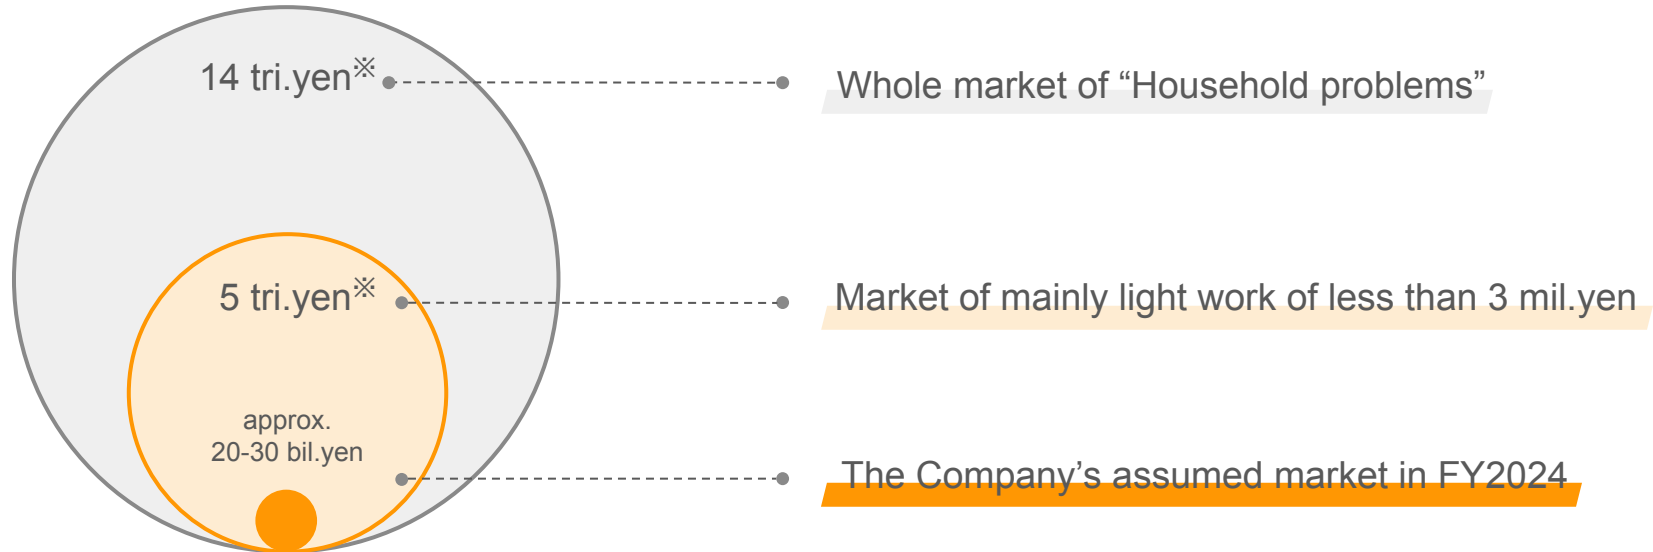 14 tri.yen※
Whole market of “Household problems”
5 tri.yen※
Market of mainly light work of less than 3 mil.yen
approx.
20-30 bil.yen
The Company’s assumed market in FY2024